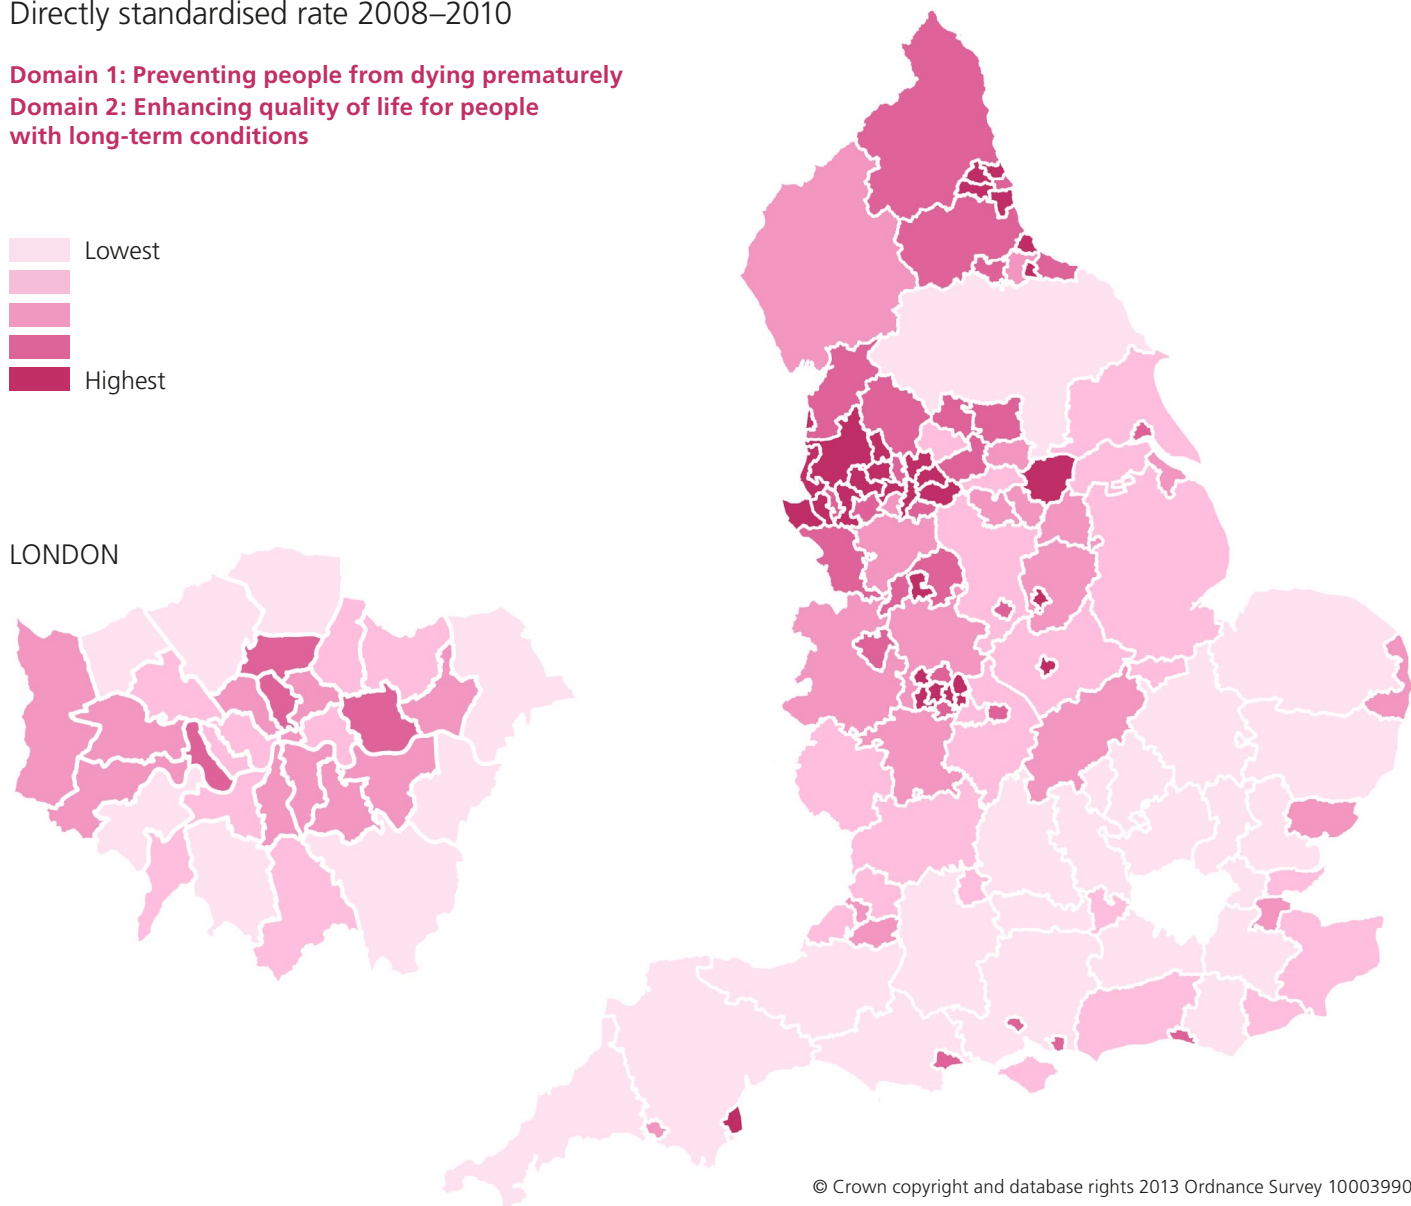 Directly standardised rate 2008–2010
Domain 1: Preventing people from dying prematurely
Domain 2: Enhancing quality of life for people
with long-term conditions
Lowest
Highest
LONDON
© Crown copyright and database rights 2013 Ordnance Survey 10003990